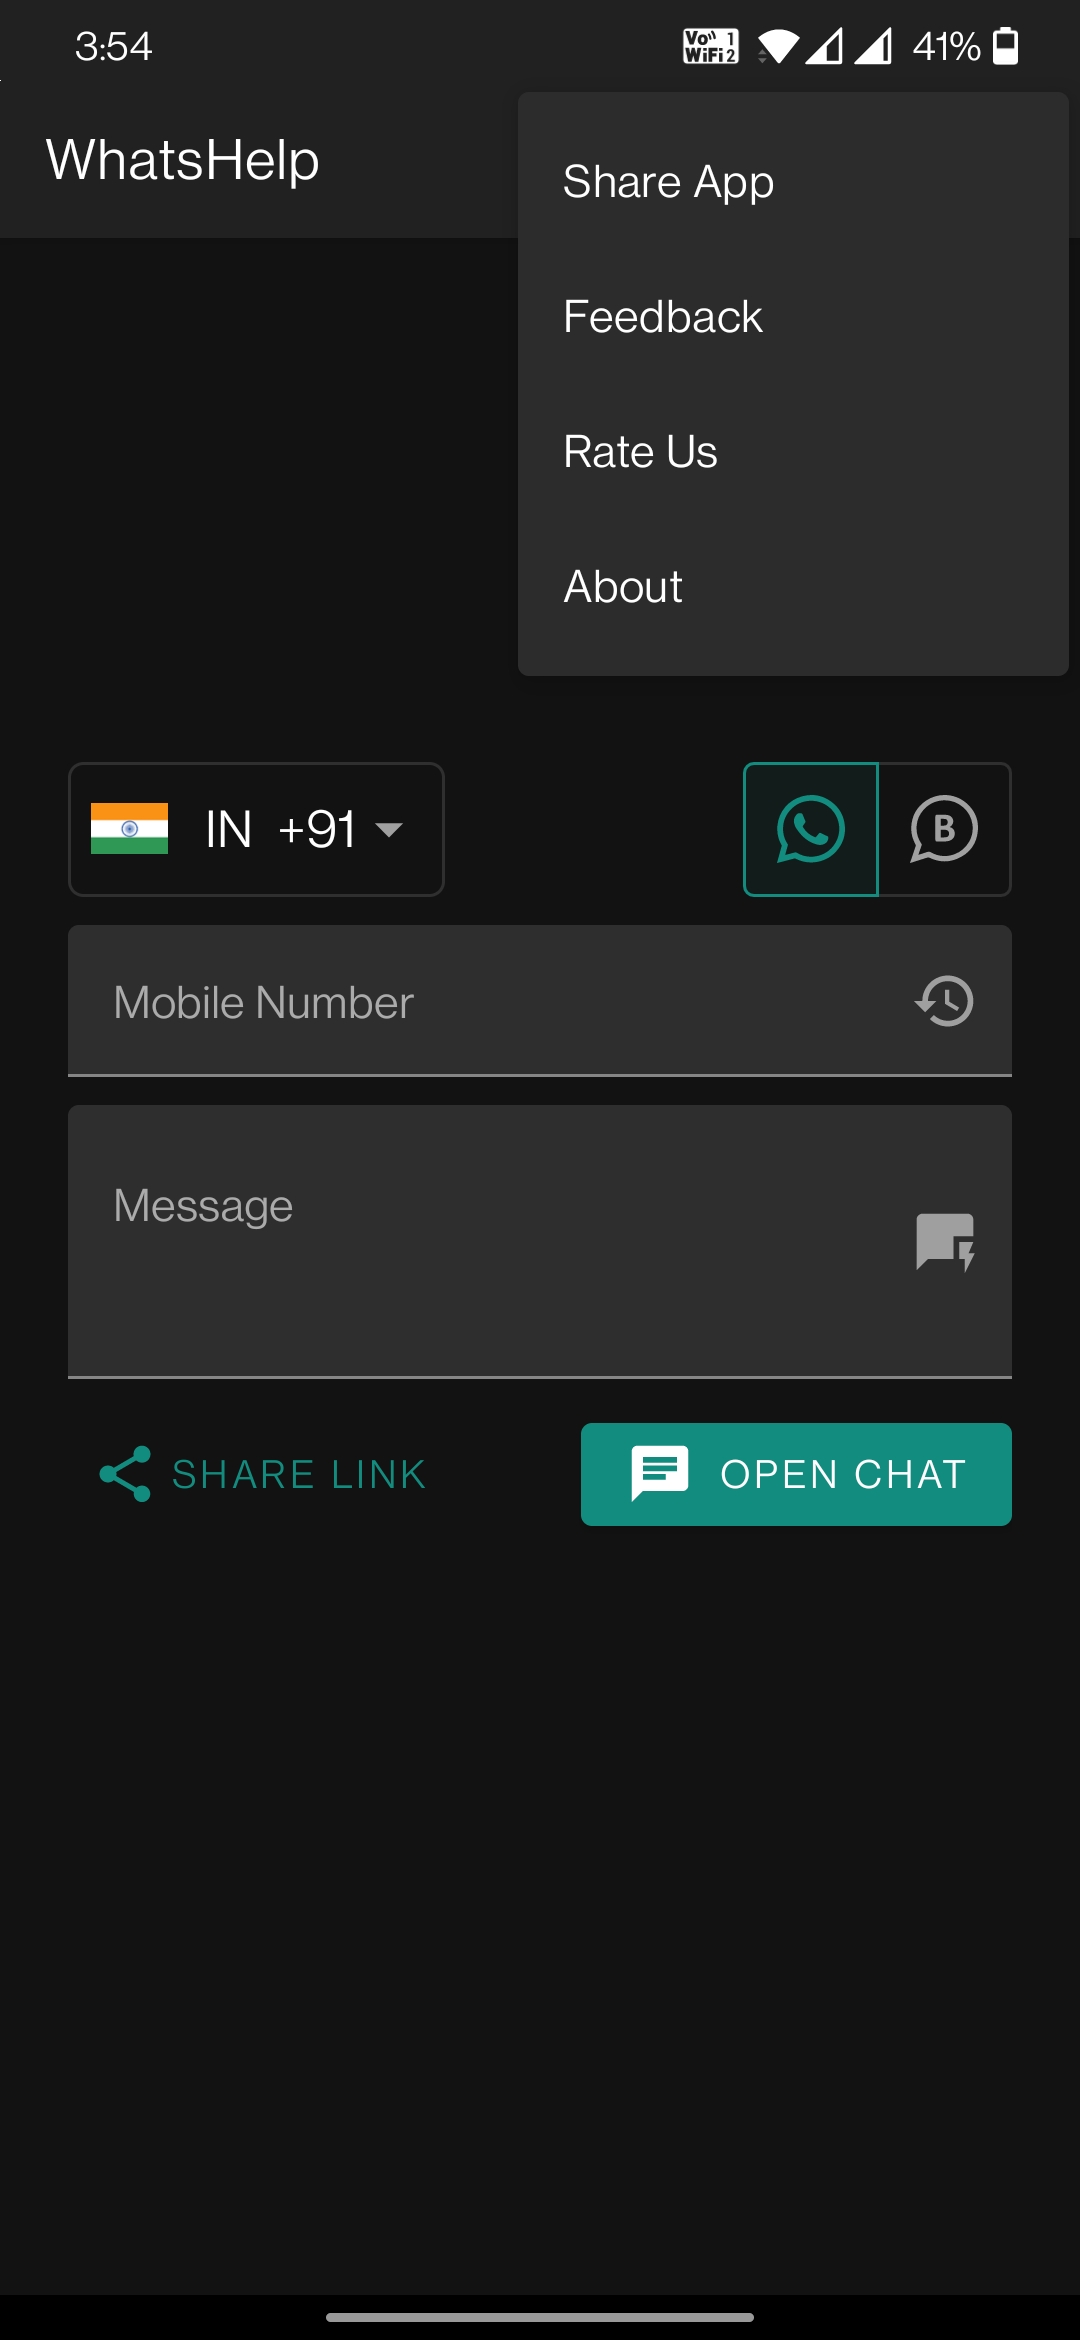 3:54
Vo 1
WiFi 2
41%
WhatsHelp
Share App
Feedback
Rate Us
About
IN +91
B
Mobile Number
Message
SHARE LINK
OPEN CHAT